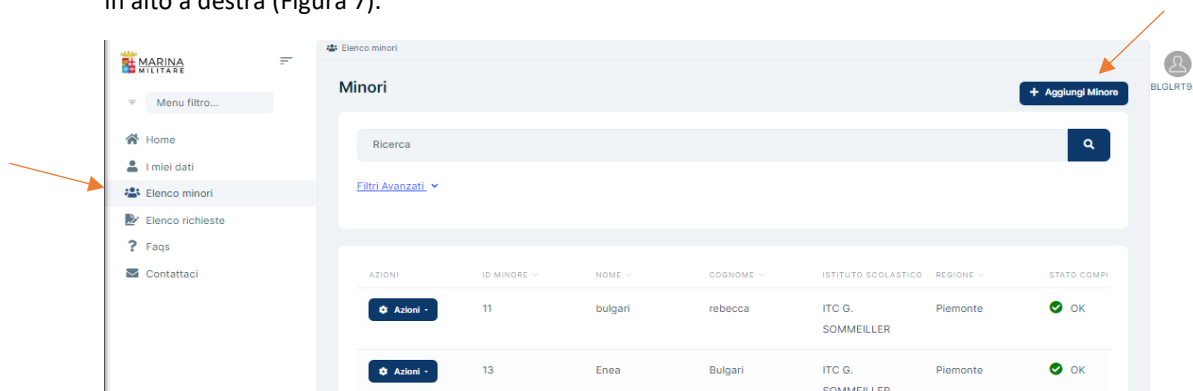 in alto a destra (Figura 7).
Elenco minori
MARINA
MILITARE
Minori
+ Aggiungi Minore
BLGLRT9
Menu filtro...
Home
Ricerca
I miei dati
Elenco minori
Filtri Avanzati
Elenco richieste
? Faqs
Contattaci
AZIONI ID MINORE NOME COGNOME ISTITUTO SCOLASTICO REGIONE STATO COMPI
Azioni 11 bulgari rebecca ITC G. Piemonte OK
SOMMEILLER
Azioni 13 Enea Bulgari ITC G. Piemonte OK
SOMMEILLER